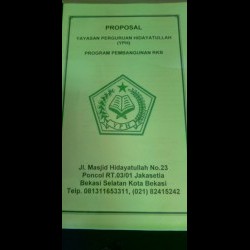 PROPOSAL
YAYASAN PERGURUAN HIDAYATULLAH
(YPH)
PROGRAM PEMBANGUNAN RKB
Y P H
Jl. Masjid Hidayatullah No.23
Poncol RT.03/01 Jakasetia
Bekasi Selatan Kota Bekasi
Telp. 081311653311, (021) 82415242